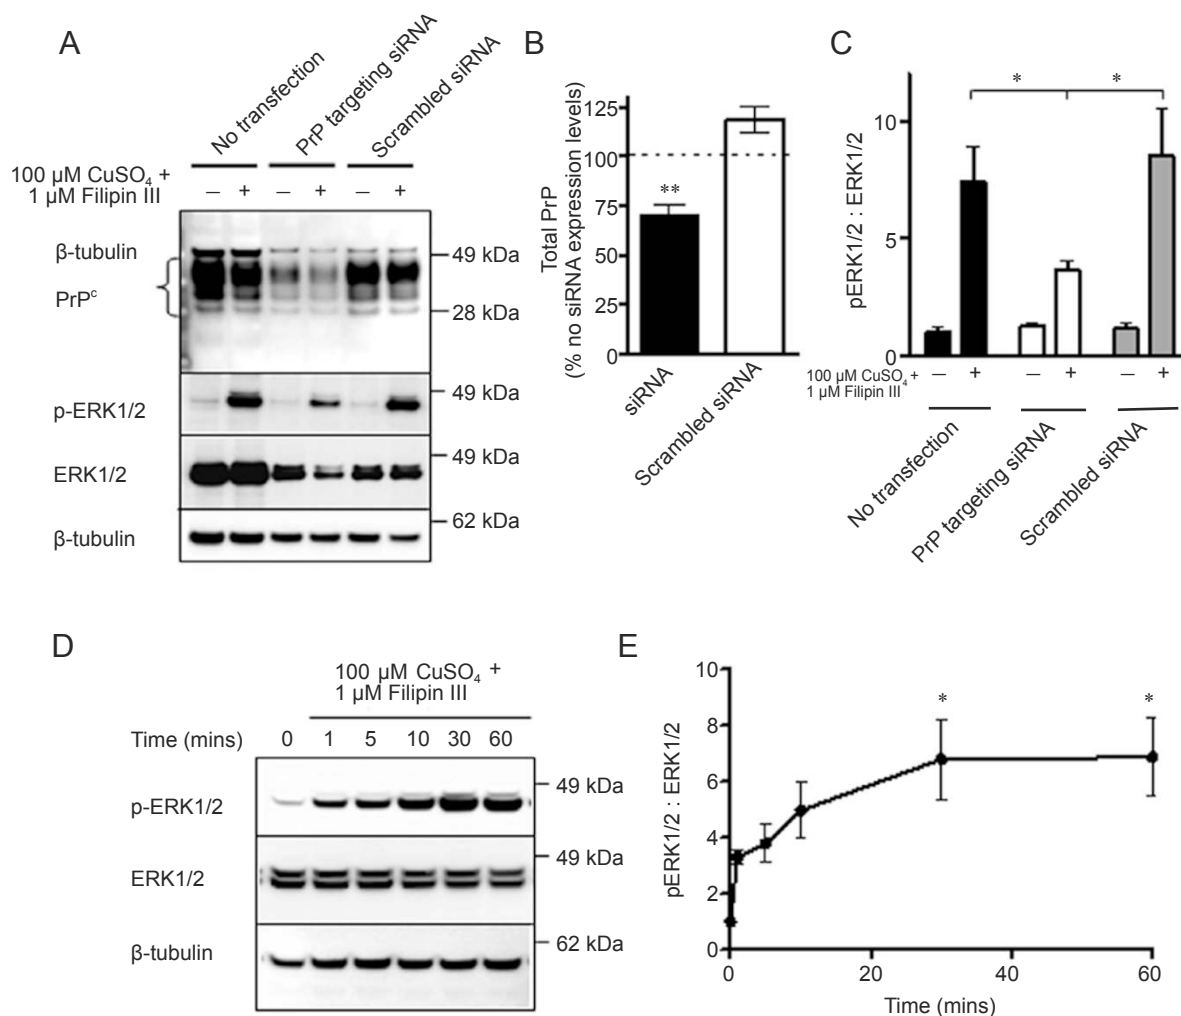 A
No transfection
PrP targeting siRNA
Scrambled siRNA
100 µM CuSO₄ +
1 µM Filipin III
– + – + – +
β-tubulin
PrPᶜ
49 kDa
28 kDa
p-ERK1/2
49 kDa
ERK1/2
49 kDa
β-tubulin
62 kDa
B
Total PrP
(% no siRNA expression levels)
125
100
75
50
25
0
**
siRNA
Scrambled siRNA
C
pERK1/2 : ERK1/2
10
5
0
* *
100 µM CuSO₄ +
1 µM Filipin III
– + – + – +
No transfection
PrP targeting siRNA
Scrambled siRNA
D
100 µM CuSO₄ +
1 µM Filipin III
Time (mins) 0 1 5 10 30 60
p-ERK1/2
49 kDa
ERK1/2
49 kDa
β-tubulin
62 kDa
E
pERK1/2 : ERK1/2
10
8
6
4
2
0
* *
0 20 40 60
Time (mins)